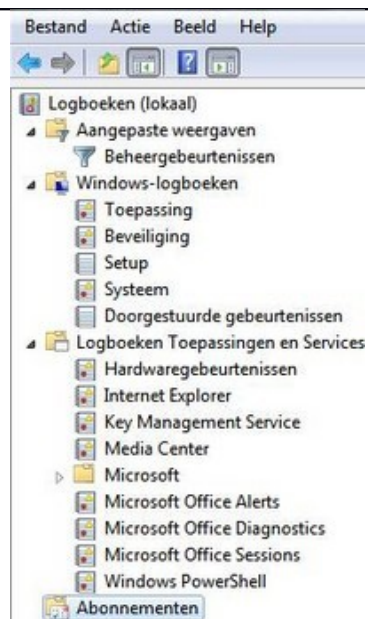 Bestand Actie Beeld Help
Logboeken (lokaal)
Aangepaste weergaven
Beheergebeurtenissen
Windows-logboeken
Toepassing
Beveiliging
Setup
Systeem
Doorgestuurde gebeurtenissen
Logboeken Toepassingen en Services
Hardwaregebeurtenissen
Internet Explorer
Key Management Service
Media Center
Microsoft
Microsoft Office Alerts
Microsoft Office Diagnostics
Microsoft Office Sessions
Windows PowerShell
Abonnementen